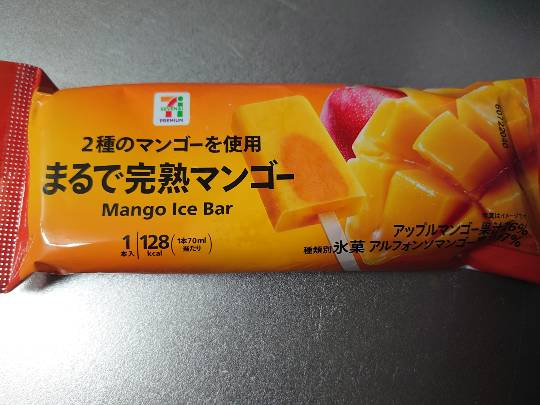 SEVEN & i
PREMIUM
2種のマンゴーを使用
まるで完熟マンゴー
Mango Ice Bar
1本入 128kcal (1本70ml当たり)
種類別 氷菓
アップルマンゴー果汁
アルフォンソマンゴー